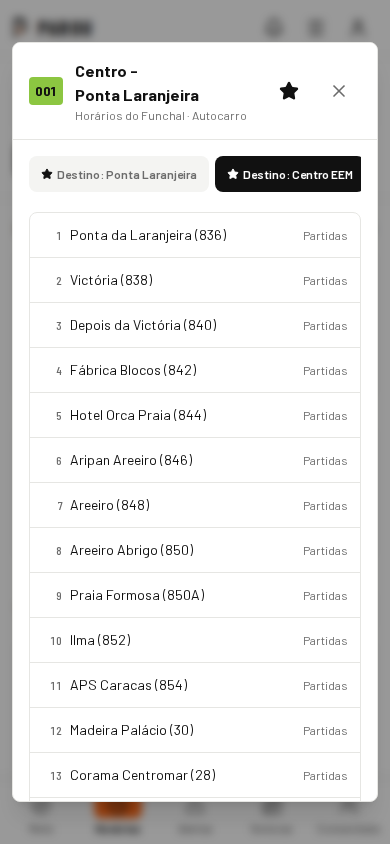 001
Centro -
Ponta Laranjeira
Horários do Funchal · Autocarro
Destino: Ponta Laranjeira
Destino: Centro EEM
1 Ponta da Laranjeira (836) Partidas
2 Victória (838) Partidas
3 Depois da Victória (840) Partidas
4 Fábrica Blocos (842) Partidas
5 Hotel Orca Praia (844) Partidas
6 Aripan Areeiro (846) Partidas
7 Areeiro (848) Partidas
8 Areeiro Abrigo (850) Partidas
9 Praia Formosa (850A) Partidas
10 Ilma (852) Partidas
11 APS Caracas (854) Partidas
12 Madeira Palácio (30) Partidas
13 Corama Centromar (28) Partidas